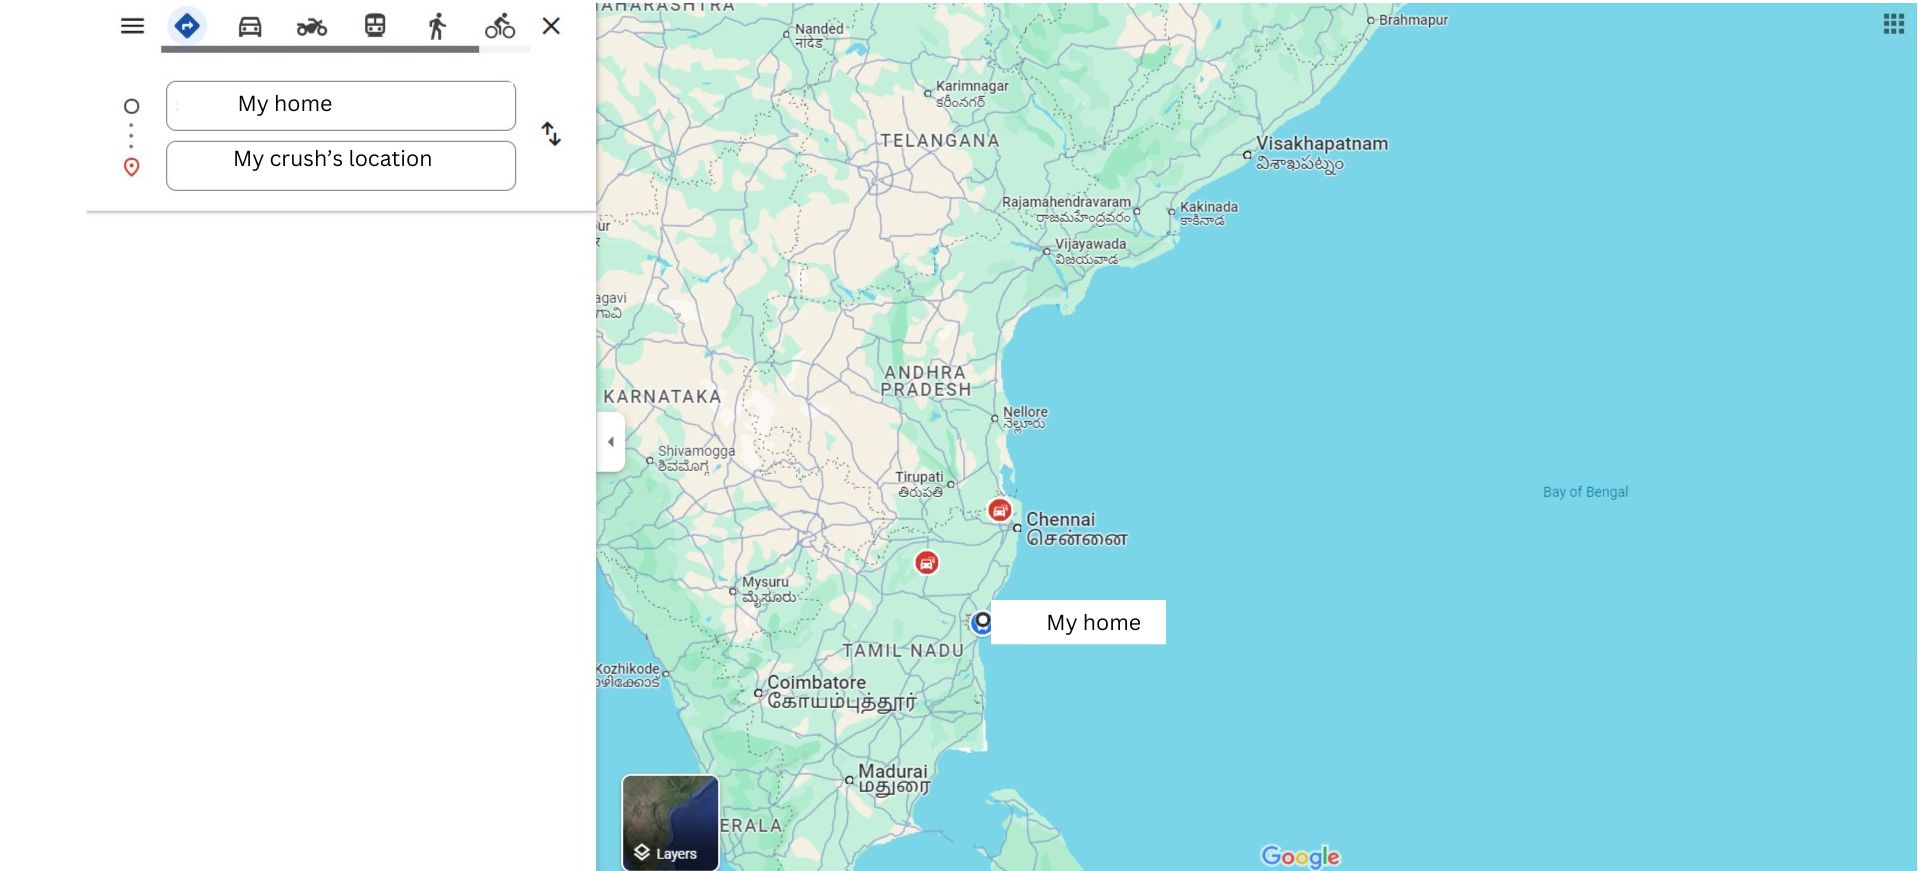 My home
My crush's location
AHARASHTRA
Brahmapur
Nanded
नांदेड
Karimnagar
కరీంనగర్
TELANGANA
Visakhapatnam
విశాఖపట్నం
Rajamahendravaram
రాజమహేంద్రవరం
Kakinada
కాకినాడ
ur
Vijayawada
విజయవాడ
agavi
ಗಾವಿ
ANDHRA
PRADESH
KARNATAKA
Nellore
నెల్లూరు
Shivamogga
ಶಿವಮೊಗ್ಗ
Tirupati
తిరుపతి
Bay of Bengal
Chennai
சென்னை
Mysuru
ಮೈಸೂರು
My home
TAMIL NADU
Kozhikode
ഴിക്കോട്
Coimbatore
கோயம்புத்தூர்
Madurai
மதுரை
ERALA
Layers
Google